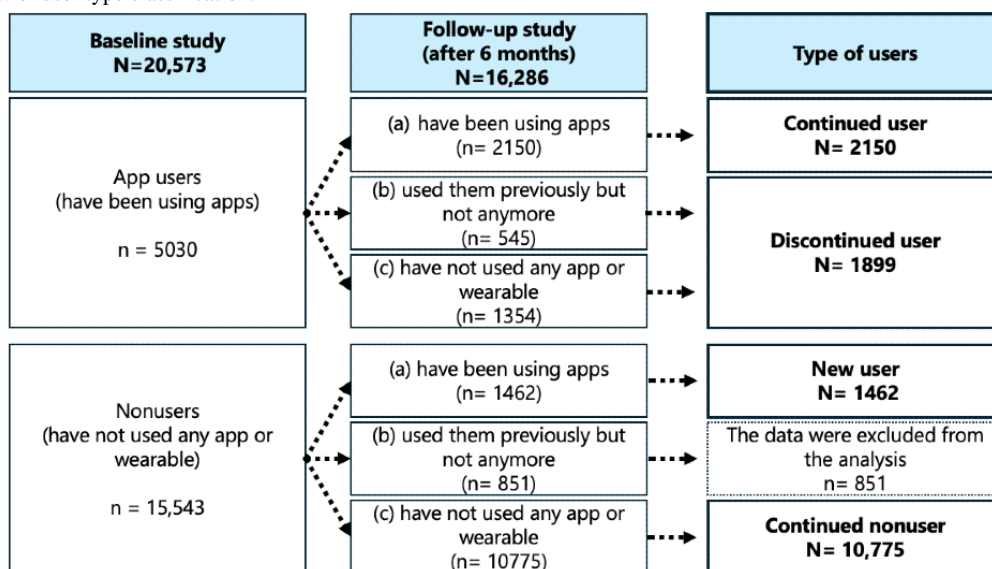 Baseline study
N=20,573
Follow-up study
(after 6 months)
N=16,286
Type of users
App users
(have been using apps)
n = 5030
(a) have been using apps
(n= 2150)
Continued user
N= 2150
(b) used them previously but
not anymore
(n= 545)
(c) have not used any app or
wearable
(n= 1354)
Discontinued user
N= 1899
Nonusers
(have not used any app or
wearable)
n = 15,543
(a) have been using apps
(n= 1462)
New user
N= 1462
(b) used them previously but
not anymore
(n= 851)
The data were excluded from
the analysis
n= 851
(c) have not used any app or
wearable
(n= 10775)
Continued nonuser
N= 10,775